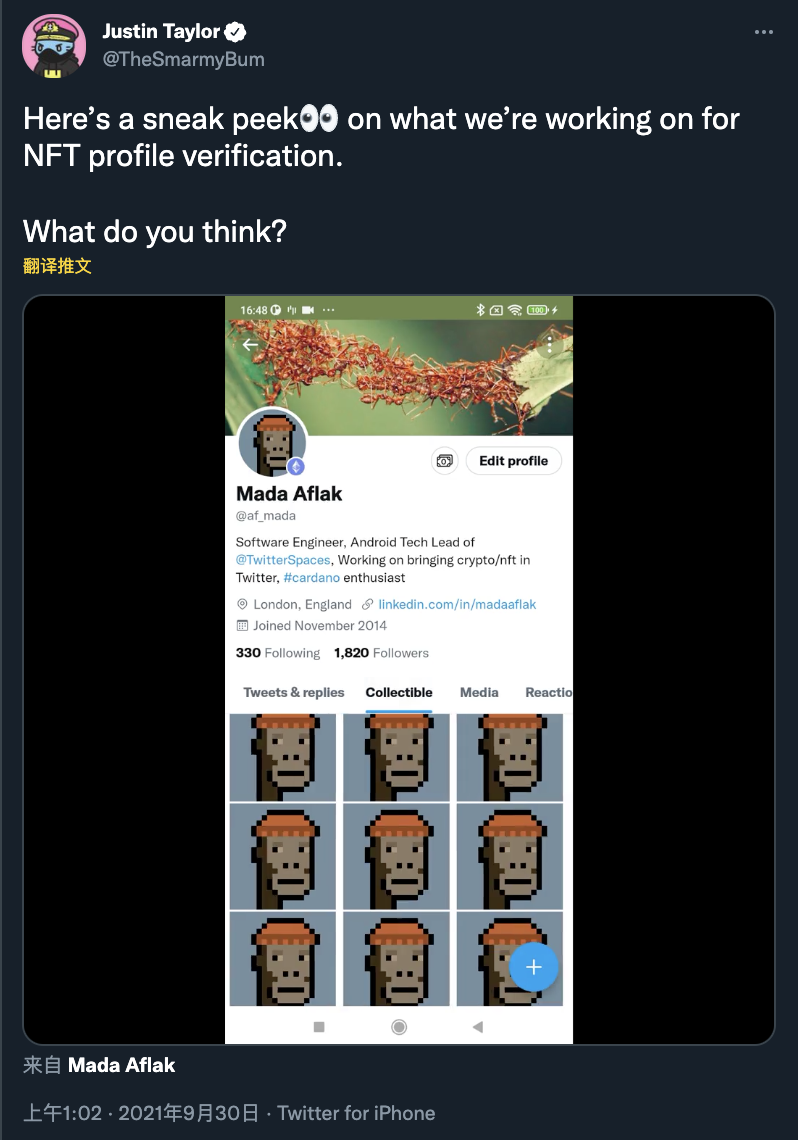 Justin Taylor
@TheSmarmyBum
Here’s a sneak peek👀 on what we’re working on for
NFT profile verification.
What do you think?
翻译推文
16:48
100
Edit profile
Mada Aflak
@af_mada
Software Engineer, Android Tech Lead of
@TwitterSpaces, Working on bringing crypto/nft in
Twitter, #cardano enthusiast
London, England linkedin.com/in/madaaflak
Joined November 2014
330 Following 1,820 Followers
Tweets & replies Collectible Media Reactio
来自 Mada Aflak
上午1:02 · 2021年9月30日 · Twitter for iPhone